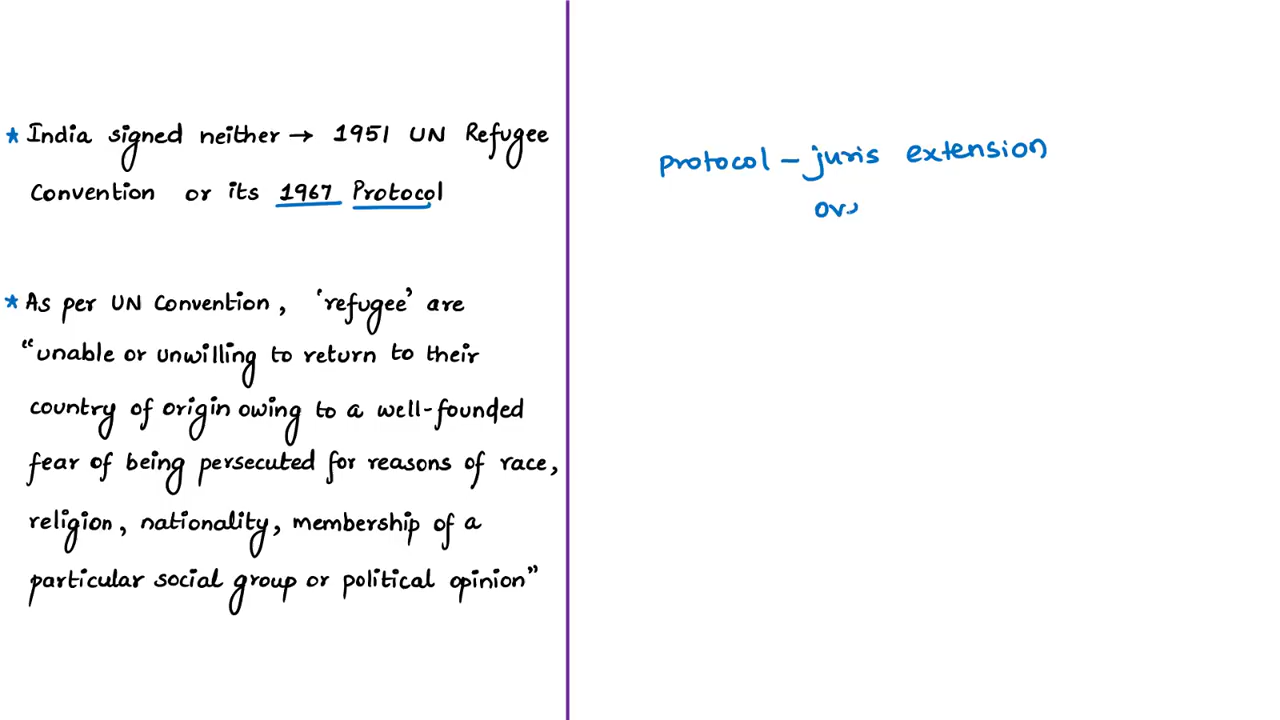 * India signed neither → 1951 UN Refugee
Convention or its 1967 Protocol
* As per UN Convention, 'refugee' are
"unable or unwilling to return to their
country of origin owing to a well-founded
fear of being persecuted for reasons of race,
religion, nationality, membership of a
particular social group or political opinion"
Protocol – juris extension